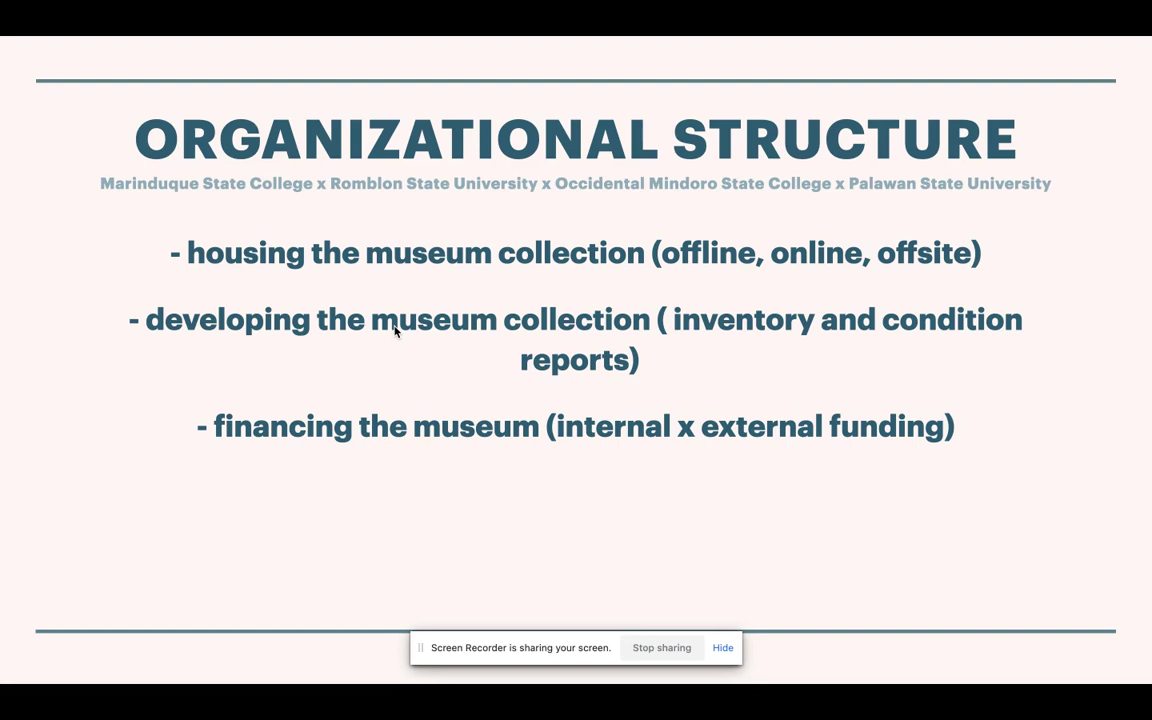 ORGANIZATIONAL STRUCTURE
Marinduque State College x Romblon State University x Occidental Mindoro State College x Palawan State University
- housing the museum collection (offline, online, offsite)
- developing the museum collection ( inventory and condition
reports)
- financing the museum (internal x external funding)
Screen Recorder is sharing your screen. Stop sharing Hide